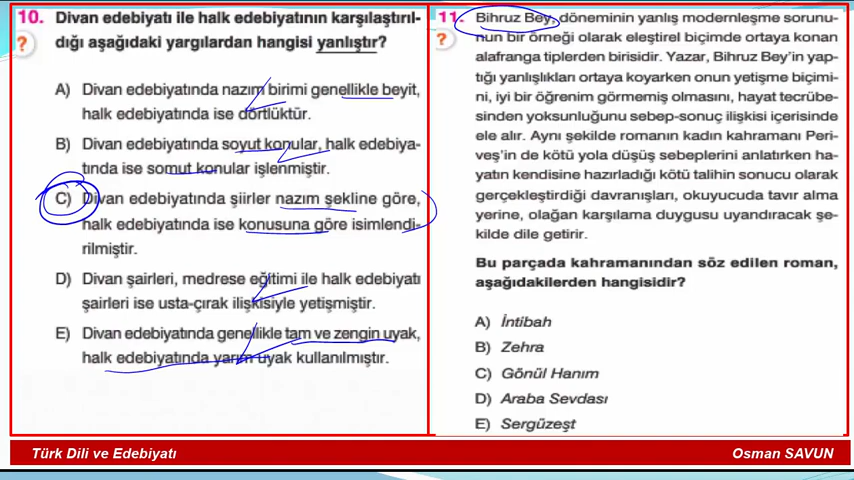 10. Divan edebiyatı ile halk edebiyatının karşılaştırıl-
dığı aşağıdaki yargılardan hangisi yanlıştır?
?
A) Divan edebiyatında nazım birimi genellikle beyit,
halk edebiyatında ise dörtlüktür.
B) Divan edebiyatında soyut konular, halk edebiya-
tında ise somut konular işlenmiştir.
C) Divan edebiyatında şiirler nazım şekline göre,
halk edebiyatında ise konusuna göre isimlendi-
rilmiştir.
D) Divan şairleri, medrese eğitimi ile halk edebiyatı
şairleri ise usta-çırak ilişkisiyle yetişmiştir.
E) Divan edebiyatında genellikle tam ve zengin uyak,
halk edebiyatında yarım uyak kullanılmıştır.
11. Bihruz Bey, döneminin yanlış modernleşme sorunu-
nun bir örneği olarak eleştirel biçimde ortaya konan
?
alafranga tiplerden birisidir. Yazar, Bihruz Bey'in yap-
tığı yanlışlıkları ortaya koyarken onun yetişme biçimi-
ni, iyi bir öğrenim görmemiş olmasını, hayat tecrübe-
sinden yoksunluğunu sebep-sonuç ilişkisi içerisinde
ele alır. Aynı şekilde romanın kadın kahramanı Peri-
veş'in de kötü yola düşüş sebeplerini anlatırken ha-
yatın kendisine hazırladığı kötü talihin sonucu olarak
gerçekleştirdiği davranışları, okuyucuda tavır alma
yerine, olağan karşılama duygusu uyandıracak şe-
kilde dile getirir.
Bu parçada kahramanından söz edilen roman,
aşağıdakilerden hangisidir?
A) İntibah
B) Zehra
C) Gönül Hanım
D) Araba Sevdası
E) Sergüzeşt
Türk Dili ve Edebiyatı
Osman SAVUN